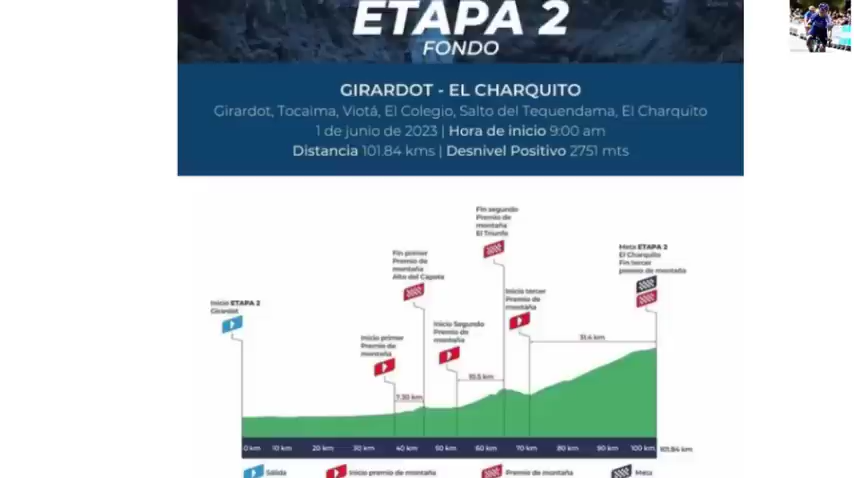 ETAPA 2
FONDO
GIRARDOT - EL CHARQUITO
Girardot, Tocaima, Viotá, El Colegio, Salto del Tequendama, El Charquito
1 de junio de 2023 | Hora de inicio 9:00 am
Distancia 101.84 kms | Desnivel Positivo 2751 mts
Fin segundo
Premio de
montaña
El Triunfo
Fin primer
Premio de
montaña
Alto del Copota
Meta ETAPA 2
El Charquito
Fin tercer
premio de montaña
Inicio tercer
Premio de
montaña
Inicio ETAPA 2
Girardot
Inicio Segundo
Premio de
montaña
Inicio primer
Premio de
montaña
31.4 km
10.5 km
7.30 km
0 km 10 km 20 km 30 km 40 km 50 km 60 km 70 km 80 km 90 km 100 km 101.84 km
Salida Inicio premio de montaña Premio de montaña Meta